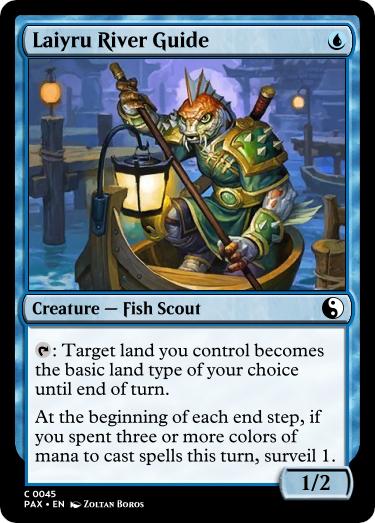 Laiyru River Guide
Creature — Fish Scout
: Target land you control becomes
the basic land type of your choice
until end of turn.
At the beginning of each end step, if
you spent three or more colors of
mana to cast spells this turn, surveil 1.
1/2
C 0045
PAX • EN Zoltan Boros